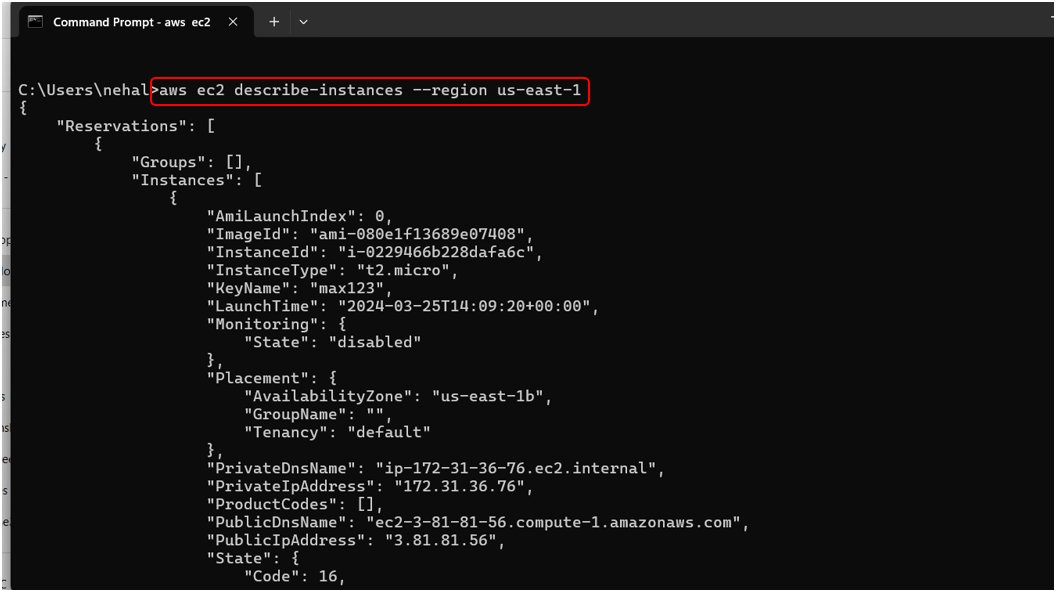 Command Prompt - aws  ec2
C:\Users\nehal>aws ec2 describe-instances --region us-east-1
{
    "Reservations": [
        {
            "Groups": [],
            "Instances": [
                {
                    "AmiLaunchIndex": 0,
                    "ImageId": "ami-080e1f13689e07408",
                    "InstanceId": "i-0229466b228dafa6c",
                    "InstanceType": "t2.micro",
                    "KeyName": "max123",
                    "LaunchTime": "2024-03-25T14:09:20+00:00",
                    "Monitoring": {
                        "State": "disabled"
                    },
                    "Placement": {
                        "AvailabilityZone": "us-east-1b",
                        "GroupName": "",
                        "Tenancy": "default"
                    },
                    "PrivateDnsName": "ip-172-31-36-76.ec2.internal",
                    "PrivateIpAddress": "172.31.36.76",
                    "ProductCodes": [],
                    "PublicDnsName": "ec2-3-81-81-56.compute-1.amazonaws.com",
                    "PublicIpAddress": "3.81.81.56",
                    "State": {
                        "Code": 16,